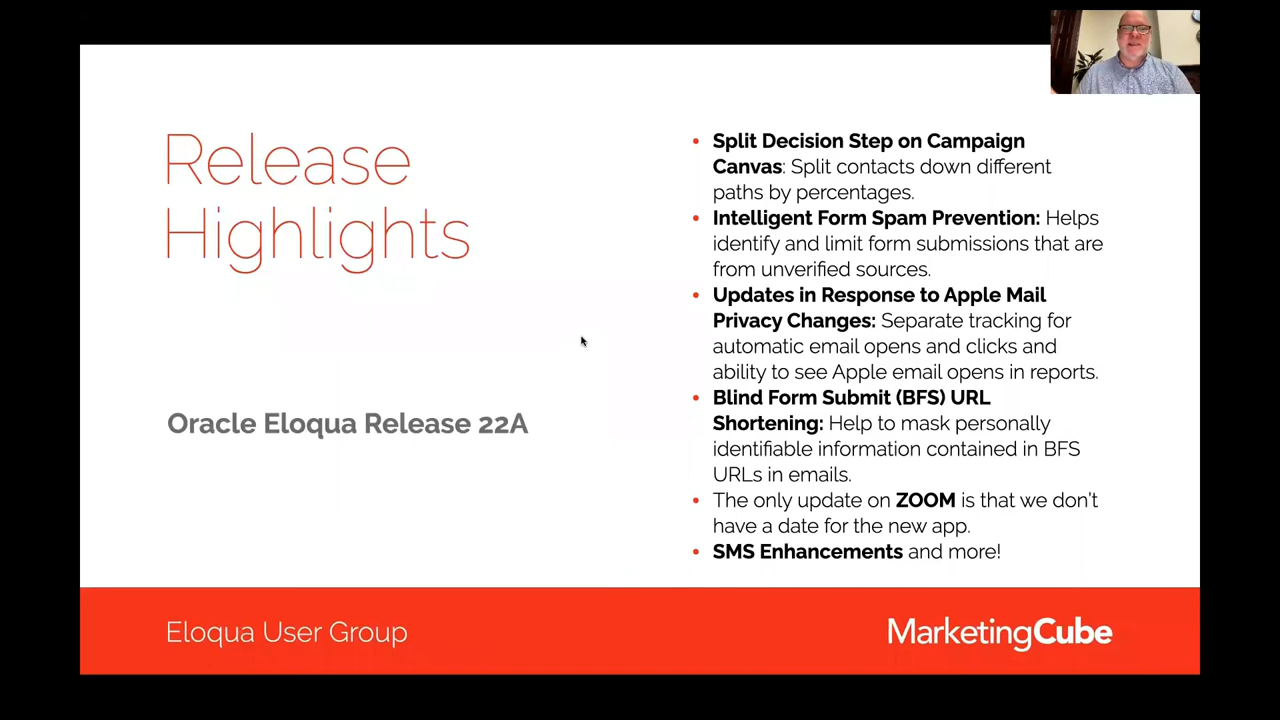 Release
Highlights
Oracle Eloqua Release 22A
• Split Decision Step on Campaign
Canvas: Split contacts down different
paths by percentages.
• Intelligent Form Spam Prevention: Helps
identify and limit form submissions that are
from unverified sources.
• Updates in Response to Apple Mail
Privacy Changes: Separate tracking for
automatic email opens and clicks and
ability to see Apple email opens in reports.
• Blind Form Submit (BFS) URL
Shortening: Help to mask personally
identifiable information contained in BFS
URLs in emails.
• The only update on ZOOM is that we don't
have a date for the new app.
• SMS Enhancements and more!
Eloqua User Group
MarketingCube